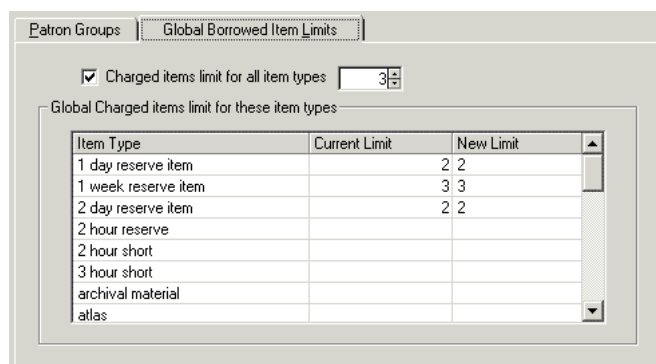 Patron Groups Global Borrowed Item Limits
Charged items limit for all item types 3
Global Charged items limit for these item types
Item Type Current Limit New Limit
1 day reserve item 2 2
1 week reserve item 3 3
2 day reserve item 2 2
2 hour reserve
2 hour short
3 hour short
archival material
atlas